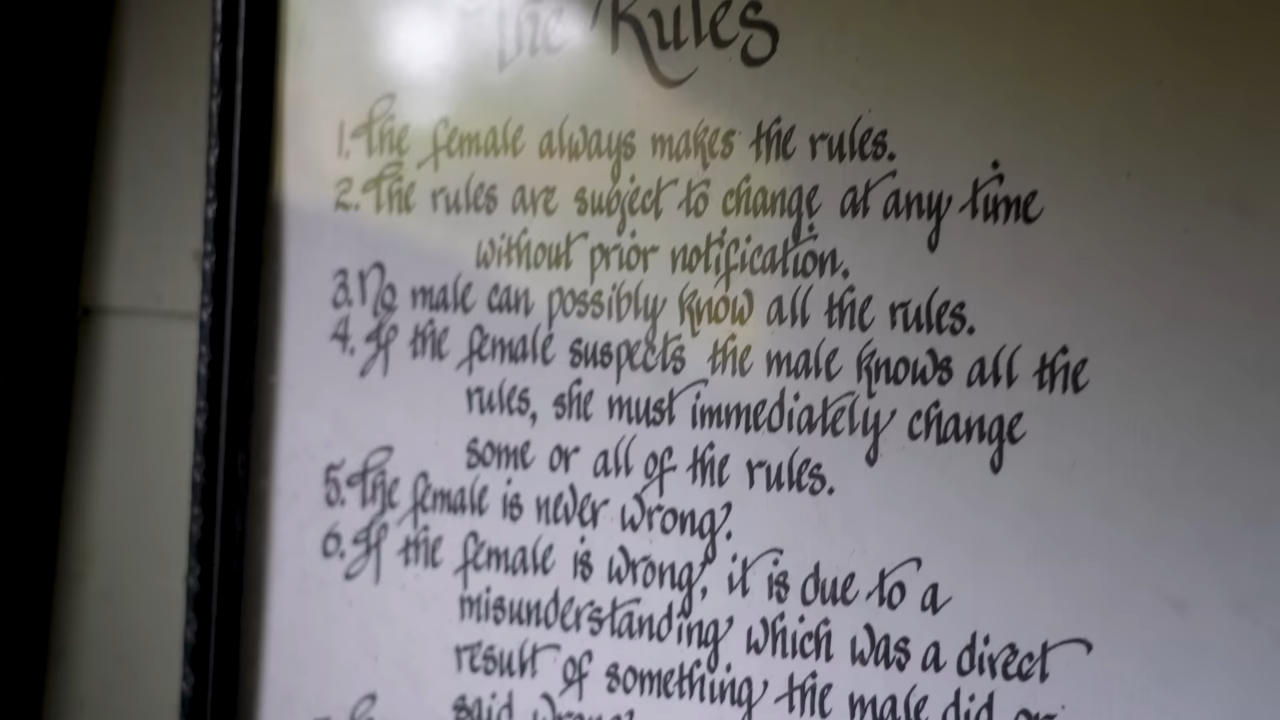 The Rules
1. The female always makes the rules.
2. The rules are subject to change at any time
without prior notification.
3. No male can possibly know all the rules.
4. If the female suspects the male knows all the
rules, she must immediately change
some or all of the rules.
5. The female is never wrong.
6. If the female is wrong, it is due to a
misunderstanding which was a direct
result of something the male did or
said wrong.